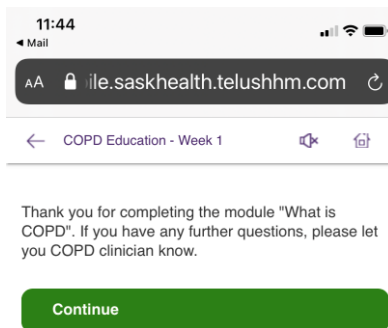 11:44
Mail
AA ile.saskhealth.telushhm.com
COPD Education - Week 1
Thank you for completing the module "What is
COPD". If you have any further questions, please let
you COPD clinician know.
Continue